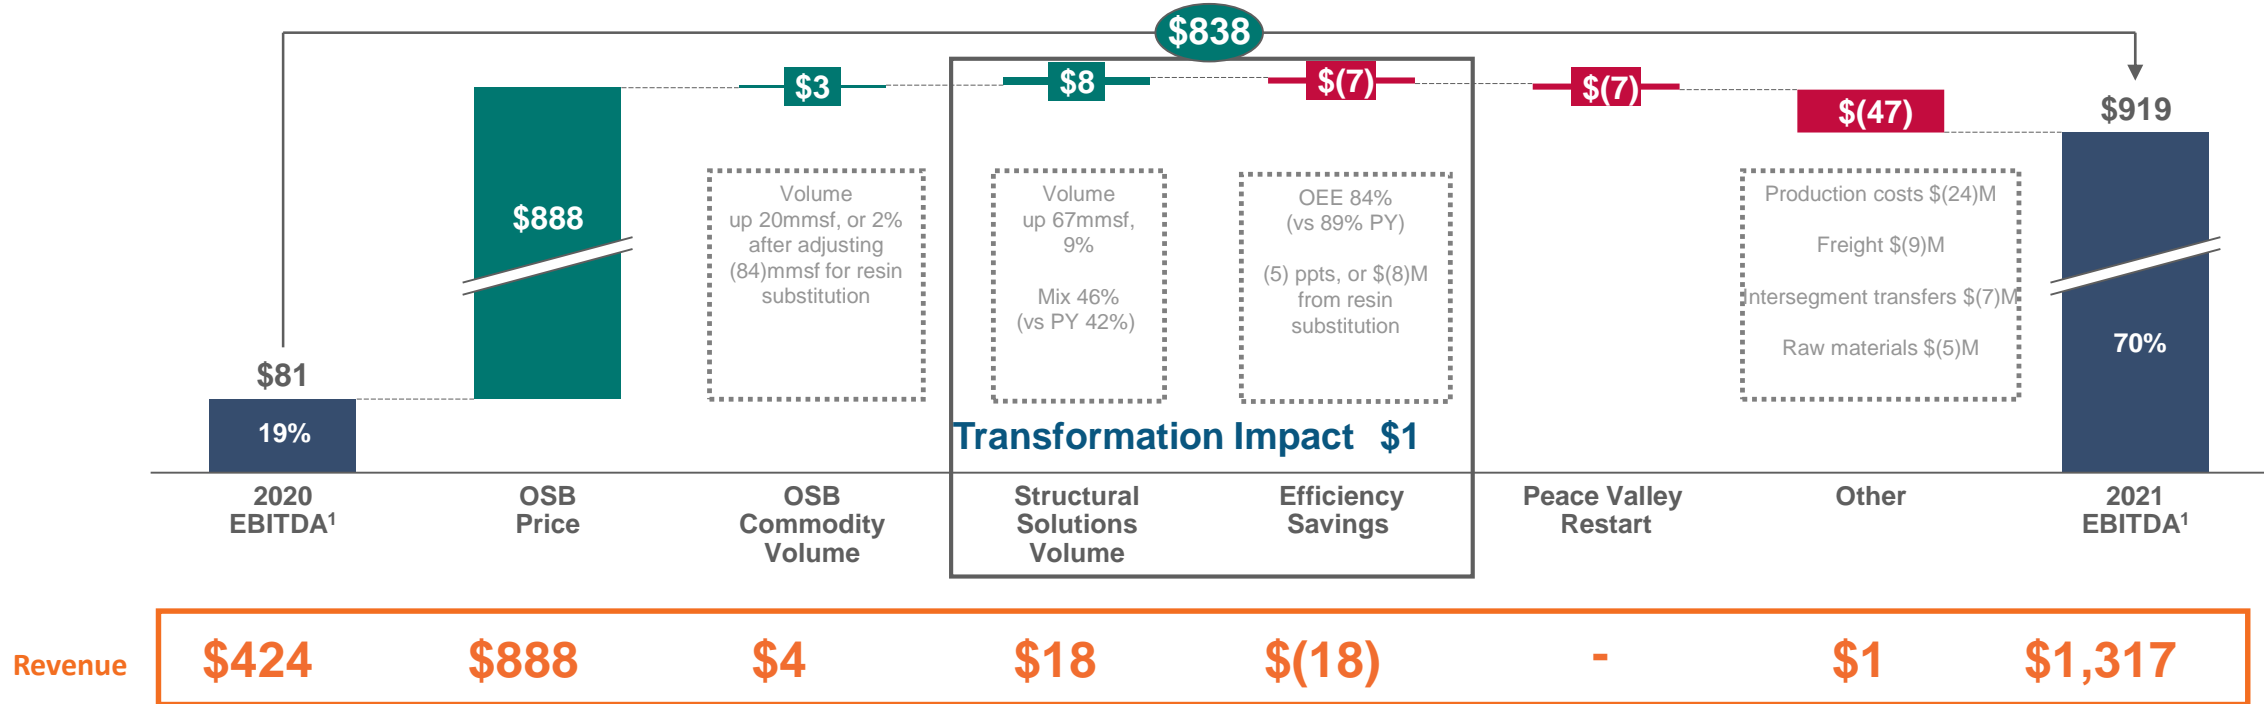 $838
$3
$8
$(7)
$(7)
$(47)
$919
$888
$81
19%
70%
Volume
up 20mmsf, or 2%
after adjusting
(84)mmsf for resin
substitution
Volume
up 67mmsf,
9%
Mix 46%
(vs PY 42%)
OEE 84%
(vs 89% PY)
(5) ppts, or $(8)M
from resin
substitution
Production costs $(24)M
Freight $(9)M
Intersegment transfers $(7)M
Raw materials $(5)M
Transformation Impact $1
2020
EBITDA¹
OSB
Price
OSB
Commodity
Volume
Structural
Solutions
Volume
Efficiency
Savings
Peace Valley
Restart
Other
2021
EBITDA¹
Revenue $424 $888 $4 $18 $(18) - $1 $1,317